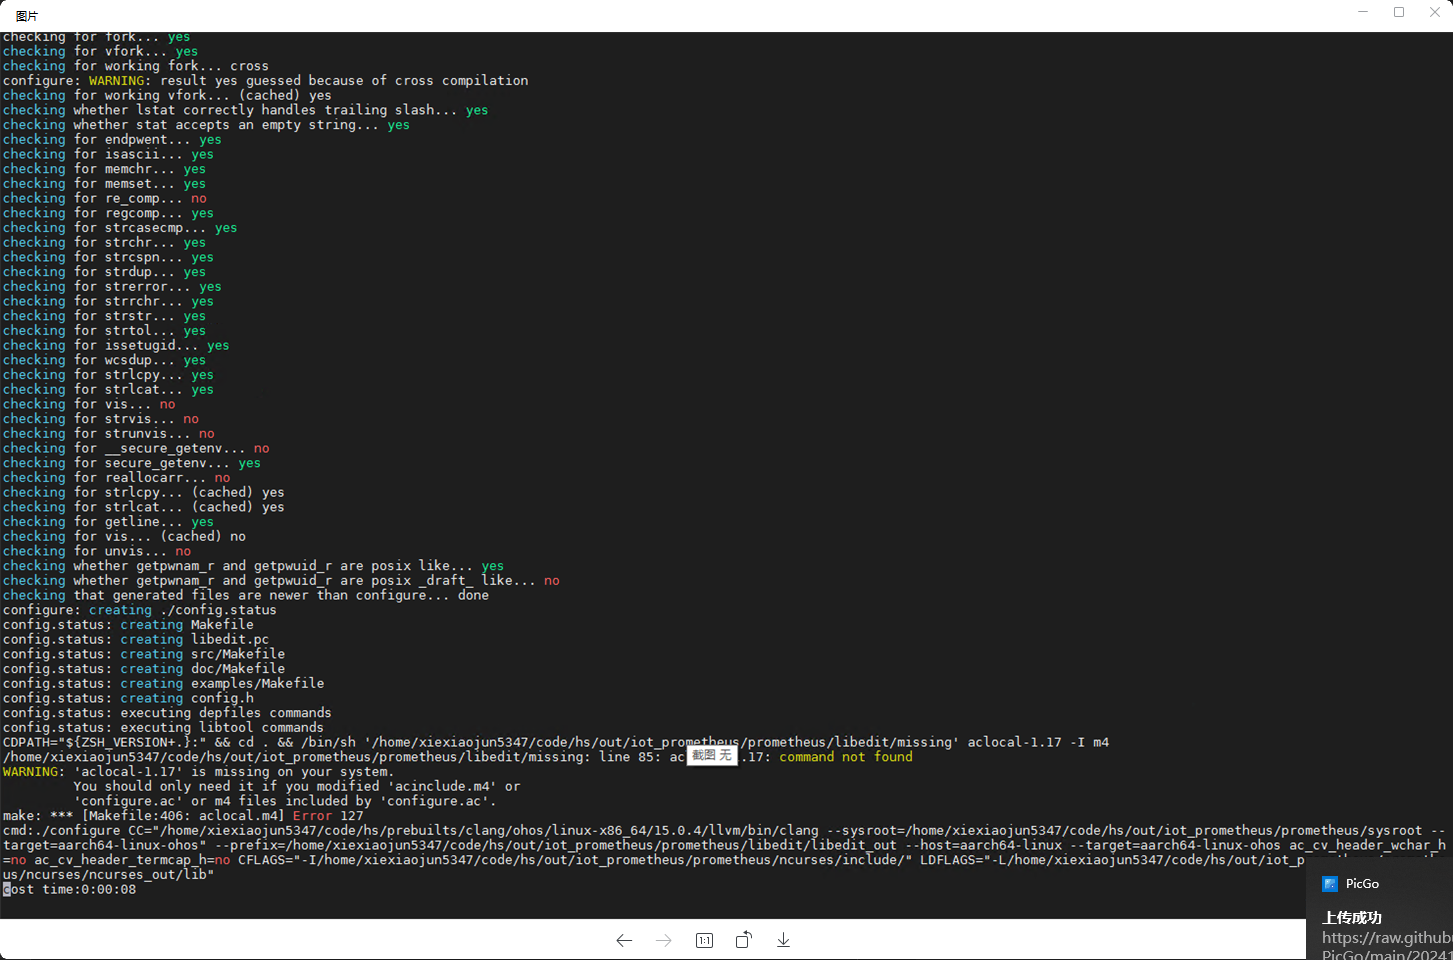 图片
checking for fork... yes
checking for vfork... yes
checking for working fork... cross
configure: WARNING: result yes guessed because of cross compilation
checking for working vfork... (cached) yes
checking whether lstat correctly handles trailing slash... yes
checking whether stat accepts an empty string... yes
checking for endpwent... yes
checking for isascii... yes
checking for memchr... yes
checking for memset... yes
checking for re_comp... no
checking for regcomp... yes
checking for strcasecmp... yes
checking for strchr... yes
checking for strcspn... yes
checking for strdup... yes
checking for strerror... yes
checking for strrchr... yes
checking for strstr... yes
checking for strtol... yes
checking for issetugid... yes
checking for wcsdup... yes
checking for strlcpy... yes
checking for strlcat... yes
checking for vis... no
checking for strvis... no
checking for strunvis... no
checking for __secure_getenv... no
checking for secure_getenv... yes
checking for reallocarr... no
checking for strlcpy... (cached) yes
checking for strlcat... (cached) yes
checking for getline... yes
checking for vis... (cached) no
checking for unvis... no
checking whether getpwnam_r and getpwuid_r are posix like... yes
checking whether getpwnam_r and getpwuid_r are posix _draft_ like... no
checking that generated files are newer than configure... done
configure: creating ./config.status
config.status: creating Makefile
config.status: creating libedit.pc
config.status: creating src/Makefile
config.status: creating doc/Makefile
config.status: creating examples/Makefile
config.status: creating config.h
config.status: executing depfiles commands
config.status: executing libtool commands
CDPATH="${ZSH_VERSION+.}:" && cd . && /bin/sh '/home/xiexiaojun5347/code/hs/out/iot_prometheus/prometheus/libedit/missing' aclocal-1.17 -I m4
/home/xiexiaojun5347/code/hs/out/iot_prometheus/prometheus/libedit/missing: line 85: ac .17: command not found
截图 无
WARNING: 'aclocal-1.17' is missing on your system.
You should only need it if you modified 'acinclude.m4' or
'configure.ac' or m4 files included by 'configure.ac'.
make: *** [Makefile:406: aclocal.m4] Error 127
cmd:./configure CC="/home/xiexiaojun5347/code/hs/prebuilts/clang/ohos/linux-x86_64/15.0.4/llvm/bin/clang --sysroot=/home/xiexiaojun5347/code/hs/out/iot_prometheus/prometheus/sysroot --
target=aarch64-linux-ohos" --prefix=/home/xiexiaojun5347/code/hs/out/iot_prometheus/prometheus/libedit/libedit_out --host=aarch64-linux --target=aarch64-linux-ohos ac_cv_header_wchar_h
=no ac_cv_header_termcap_h=no CFLAGS="-I/home/xiexiaojun5347/code/hs/out/iot_prometheus/prometheus/ncurses/include/" LDFLAGS="-L/home/xiexiaojun5347/code/hs/out/iot_p
us/ncurses/ncurses_out/lib"
cost time:0:00:08
1:1
PicGo
上传成功
https://raw.githubu
PicGo/main/20241